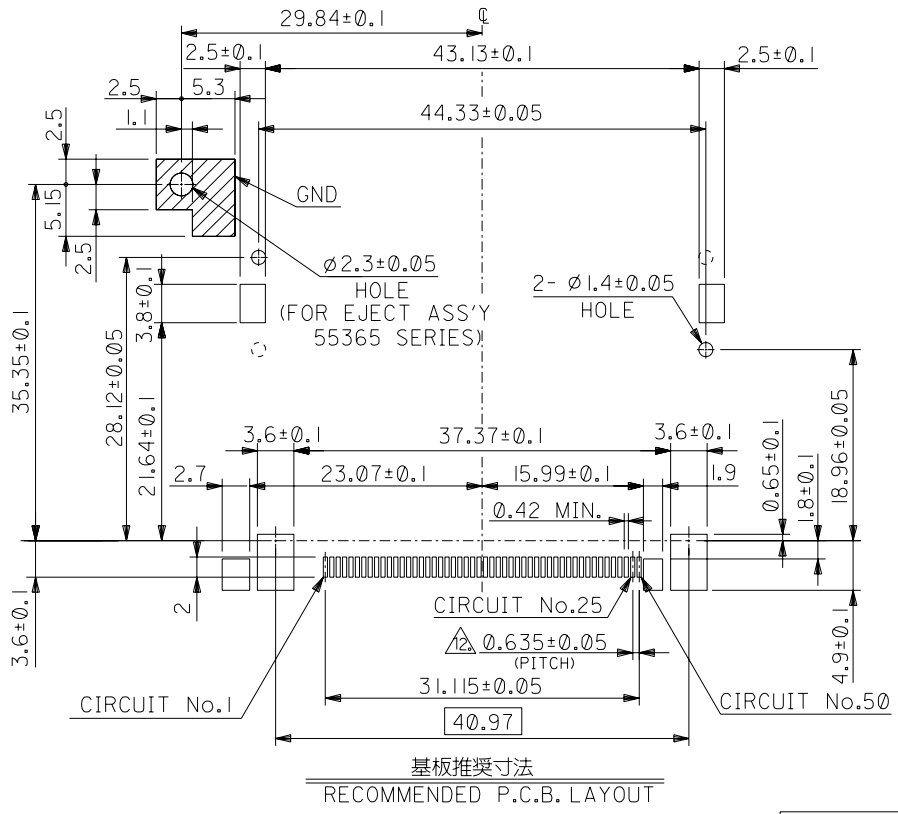 29.84±0.1
℄
2.5±0.1
43.13±0.1
2.5±0.1
2.5
5.3
1.1
44.33±0.05
2.5
5.15
2.5
GND
ø2.3±0.05
HOLE
(FOR EJECT ASS'Y
55365 SERIES)
2- ø1.4±0.05
HOLE
3.8±0.1
35.35±0.1
28.12±0.05
21.64±0.1
18.96±0.05
3.6±0.1
37.37±0.1
3.6±0.1
0.65±0.1
1.8±0.1
2.7
23.07±0.1
15.99±0.1
1.9
0.42 MIN.
3.6±0.1
2
CIRCUIT No.25
12. 0.635±0.05
(PITCH)
4.9±0.1
31.115±0.05
CIRCUIT No.1
CIRCUIT No.50
40.97
基板推奨寸法
RECOMMENDED P.C.B. LAYOUT